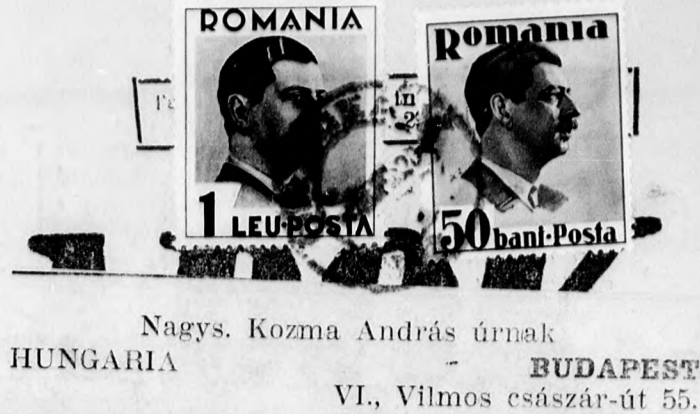 ROMANIA
1 LEU·POSTA
Romania
50 bani·Posta
Nagys. Kozma András úrnak
HUNGARIA - BUDAPEST
VI., Vilmos császár-út 55.